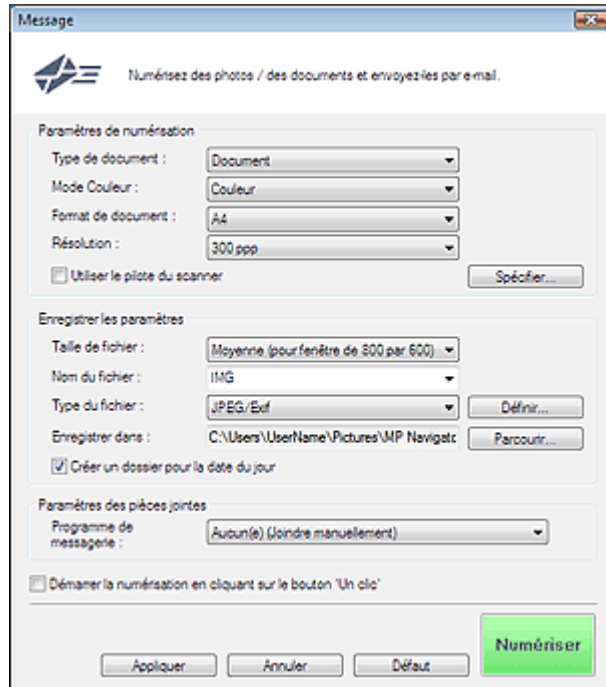 Message
Numérisez des photos / des documents et envoyez-les par e-mail.
Paramètres de numérisation
Type de document : Document
Mode Couleur : Couleur
Format de document : A4
Résolution : 300 ppp
Utiliser le pilote du scanner Spécifier...
Enregistrer les paramètres
Taille de fichier : Moyenne (pour fenêtre de 800 par 600)
Nom du fichier : IMG
Type du fichier : JPEG/Exif Définir...
Enregistrer dans : C:\Users\UserName\Pictures\MP Navigatc Parcourir...
Créer un dossier pour la date du jour
Paramètres des pièces jointes
Programme de
messagerie : Aucun(e) (Joindre manuellement)
Démarrer la numérisation en cliquant sur le bouton 'Un clic'
Numériser
Appliquer Annuler Défaut